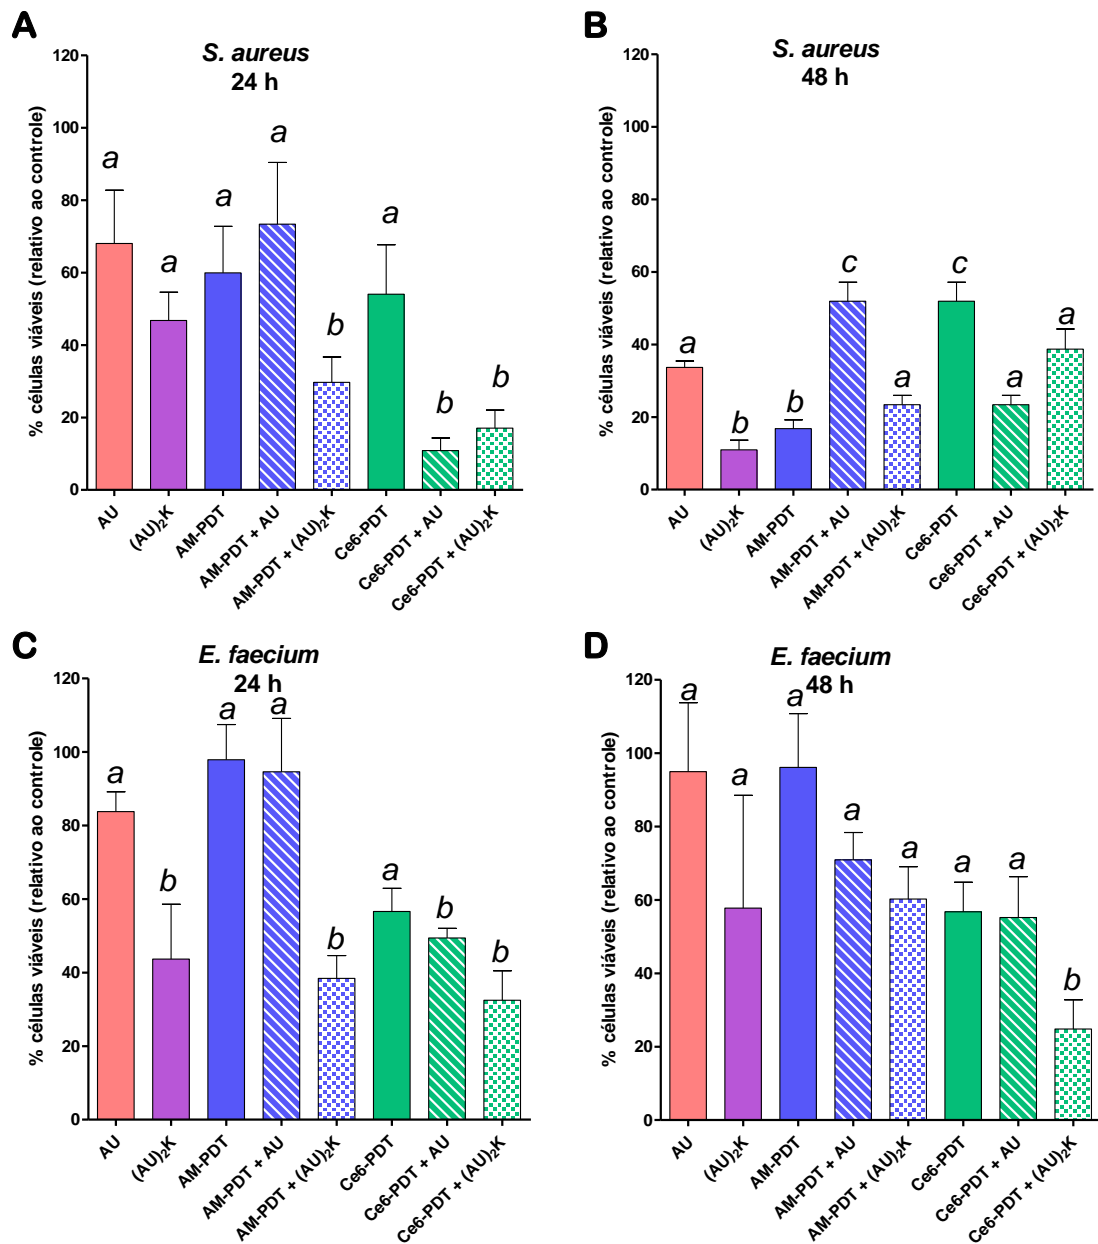 A
S. aureus
24 h
% células viáveis (relativo ao controle)
120
100
80
60
40
20
0
a
a
a
a
b
a
b
b
AU
(AU)₂K
AM-PDT
AM-PDT + AU
AM-PDT + (AU)₂K
Ce6-PDT
Ce6-PDT + AU
Ce6-PDT + (AU)₂K
B
S. aureus
48 h
% células viáveis (relativo ao controle)
120
100
80
60
40
20
0
a
b
b
c
a
c
a
a
AU
(AU)₂K
AM-PDT
AM-PDT + AU
AM-PDT + (AU)₂K
Ce6-PDT
Ce6-PDT + AU
Ce6-PDT + (AU)₂K
C
E. faecium
24 h
% células viáveis (relativo ao controle)
120
100
80
60
40
20
0
a
b
a
a
b
a
b
b
AU
(AU)₂K
AM-PDT
AM-PDT + AU
AM-PDT + (AU)₂K
Ce6-PDT
Ce6-PDT + AU
Ce6-PDT + (AU)₂K
D
E. faecium
48 h
% células viáveis (relativo ao controle)
120
100
80
60
40
20
0
a
a
a
a
a
a
a
b
AU
(AU)₂K
AM-PDT
AM-PDT + AU
AM-PDT + (AU)₂K
Ce6-PDT
Ce6-PDT + AU
Ce6-PDT + (AU)₂K